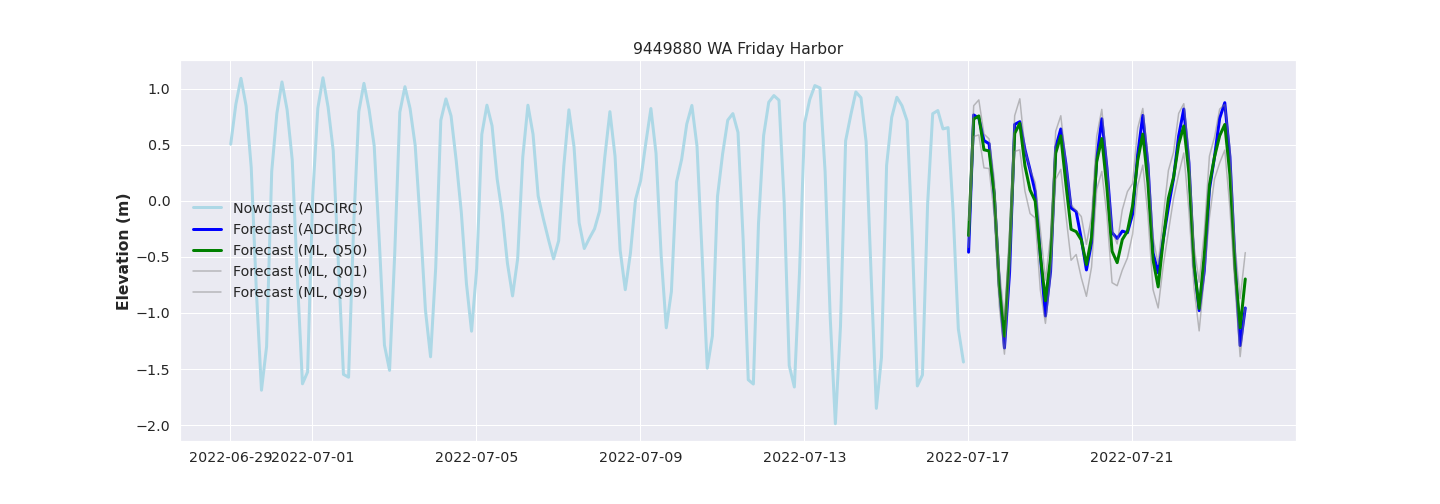 9449880 WA Friday Harbor
Elevation (m)
1.0
0.5
0.0
−0.5
−1.0
−1.5
−2.0
Nowcast (ADCIRC)
Forecast (ADCIRC)
Forecast (ML, Q50)
Forecast (ML, Q01)
Forecast (ML, Q99)
2022-06-29 2022-07-01 2022-07-05 2022-07-09 2022-07-13 2022-07-17 2022-07-21